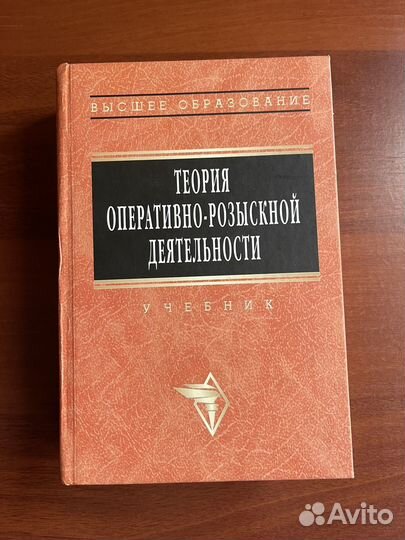 ВЫСШЕЕ ОБРАЗОВАНИЕ
ТЕОРИЯ
ОПЕРАТИВНО-РОЗЫСКНОЙ
ДЕЯТЕЛЬНОСТИ
УЧЕБНИК
Avito